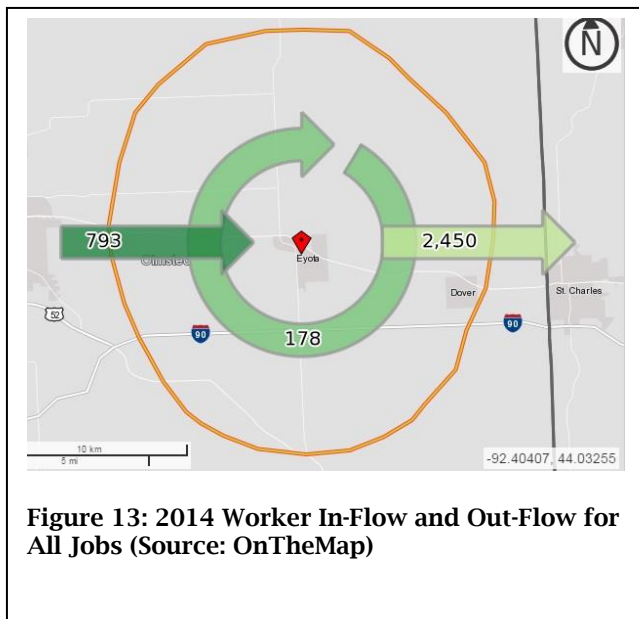 N
793
2,450
Olmsted
Eyota
Dover
St. Charles
52
178
90
90
10 km
5 mi
-92.40407, 44.03255
Figure 13: 2014 Worker In-Flow and Out-Flow for
All Jobs (Source: OnTheMap)